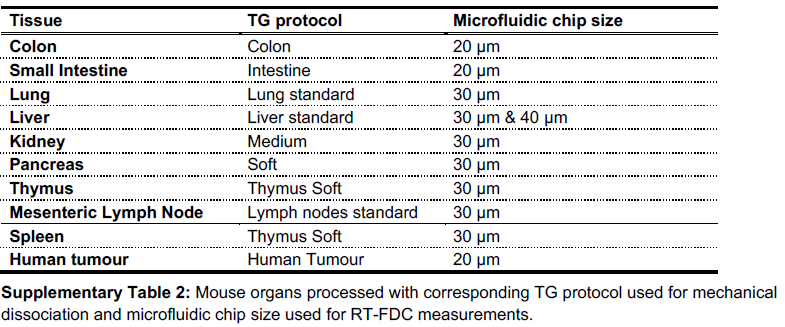 Tissue TG protocol Microfluidic chip size
Colon Colon 20 µm
Small Intestine Intestine 20 µm
Lung Lung standard 30 µm
Liver Liver standard 30 µm & 40 µm
Kidney Medium 30 µm
Pancreas Soft 30 µm
Thymus Thymus Soft 30 µm
Mesenteric Lymph Node Lymph nodes standard 30 µm
Spleen Thymus Soft 30 µm
Human tumour Human Tumour 20 µm
Supplementary Table 2: Mouse organs processed with corresponding TG protocol used for mechanical
dissociation and microfluidic chip size used for RT-FDC measurements.